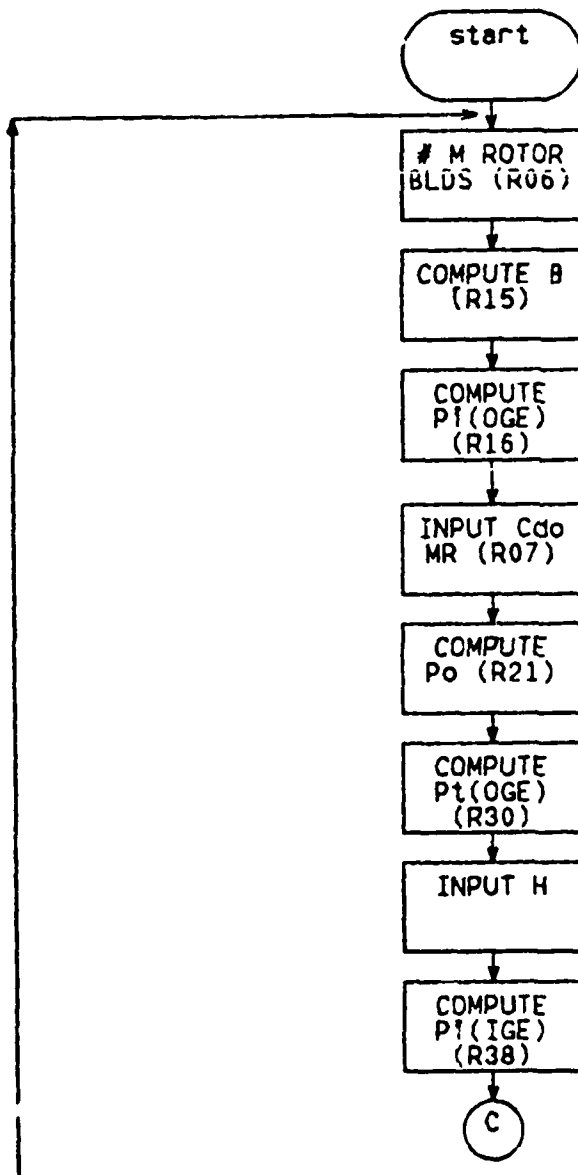 start
# M ROTOR
BLDS (R06)
COMPUTE B
(R15)
COMPUTE
Pi(OGE)
(R16)
INPUT Cdo
MR (R07)
COMPUTE
Po (R21)
COMPUTE
Pt(OGE)
(R30)
INPUT H
COMPUTE
Pi(IGE)
(R38)
C